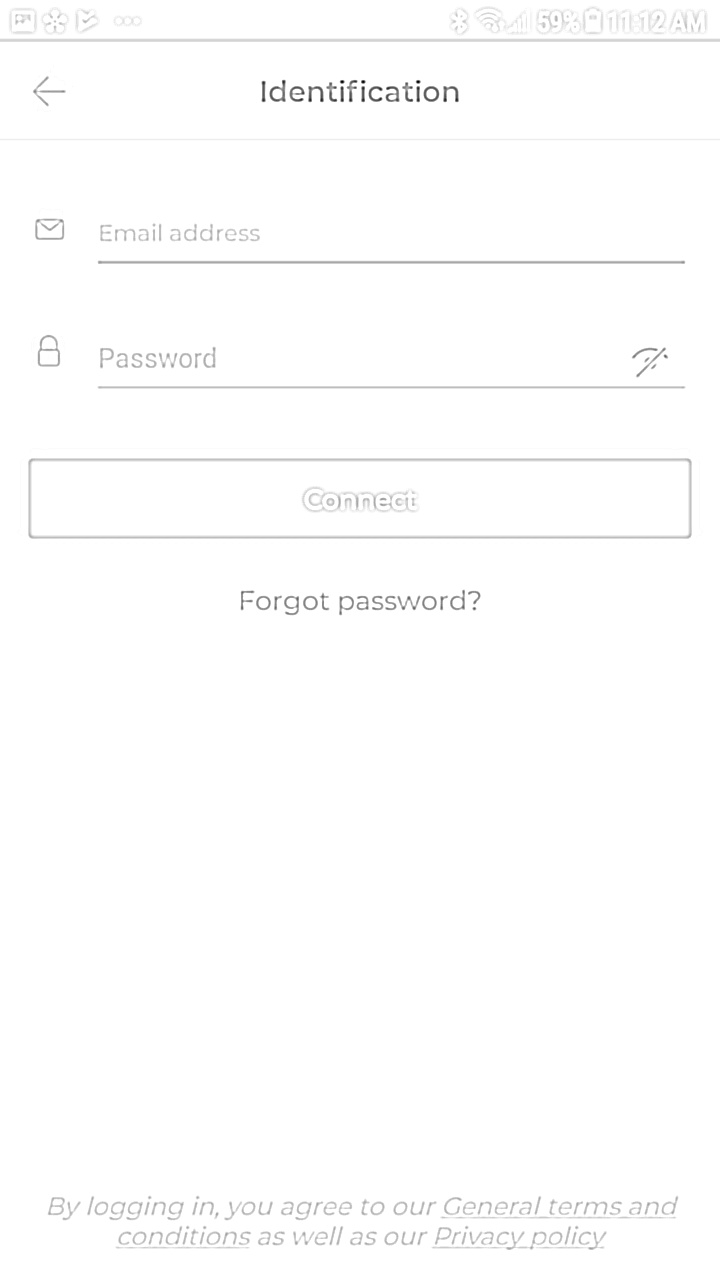 59% 11:12 AM
Identification
Email address
Password
Connect
Forgot password?
By logging in, you agree to our General terms and
conditions as well as our Privacy policy